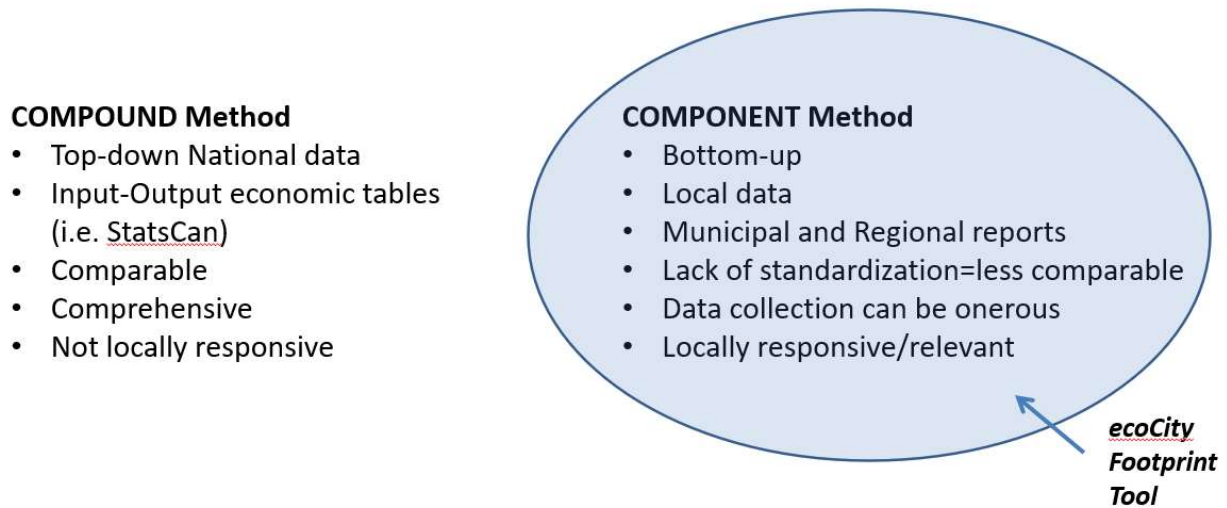 COMPOUND Method
• Top-down National data
• Input-Output economic tables
(i.e. StatsCan)
• Comparable
• Comprehensive
• Not locally responsive
COMPONENT Method
• Bottom-up
• Local data
• Municipal and Regional reports
• Lack of standardization=less comparable
• Data collection can be onerous
• Locally responsive/relevant
ecoCity
Footprint
Tool